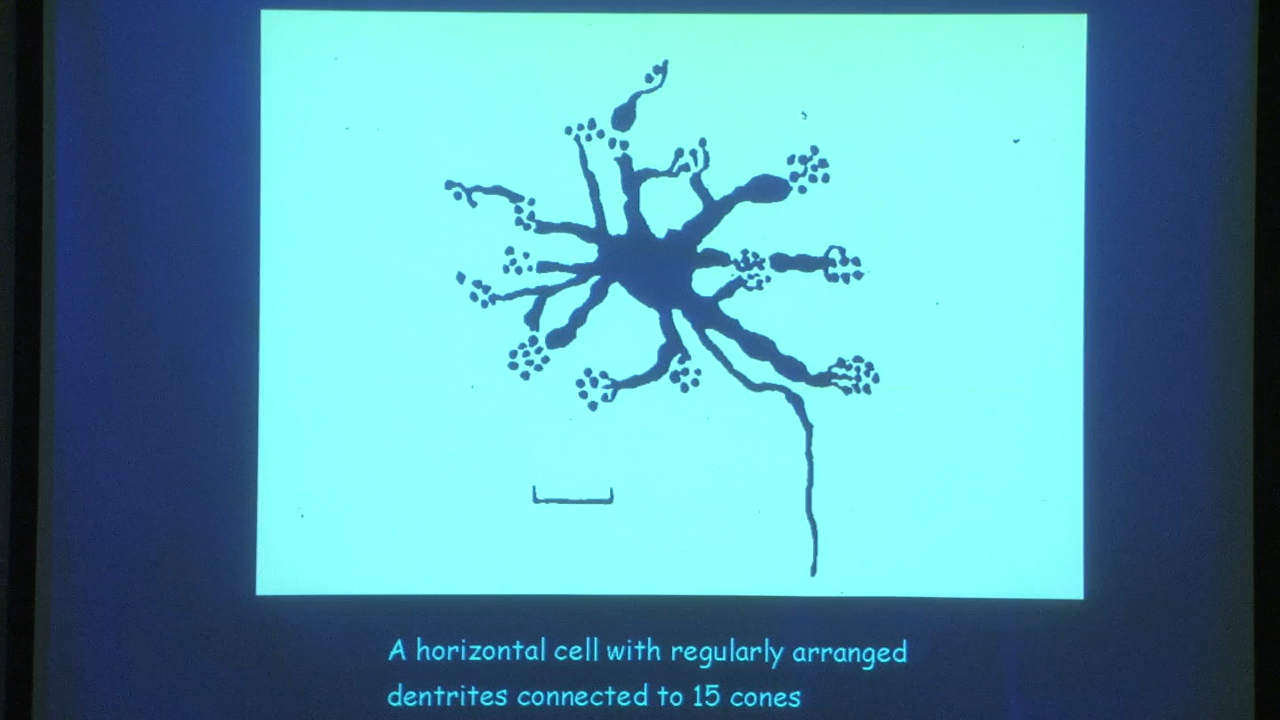 A horizontal cell with regularly arranged
dentrites connected to 15 cones